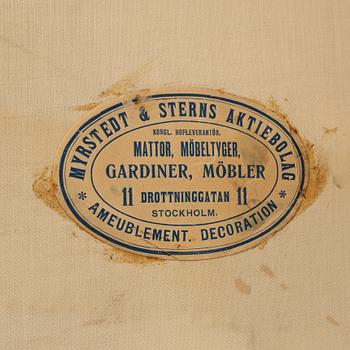 MYRSTEDT & STERNS AKTIEBOLAG
KONGL. HOFLEVERANTÖR.
MATTOR, MÖBELTYGER,
GARDINER, MÖBLER
11 DROTTNINGGATAN 11
STOCKHOLM.
* AMEUBLEMENT. DECORATION *